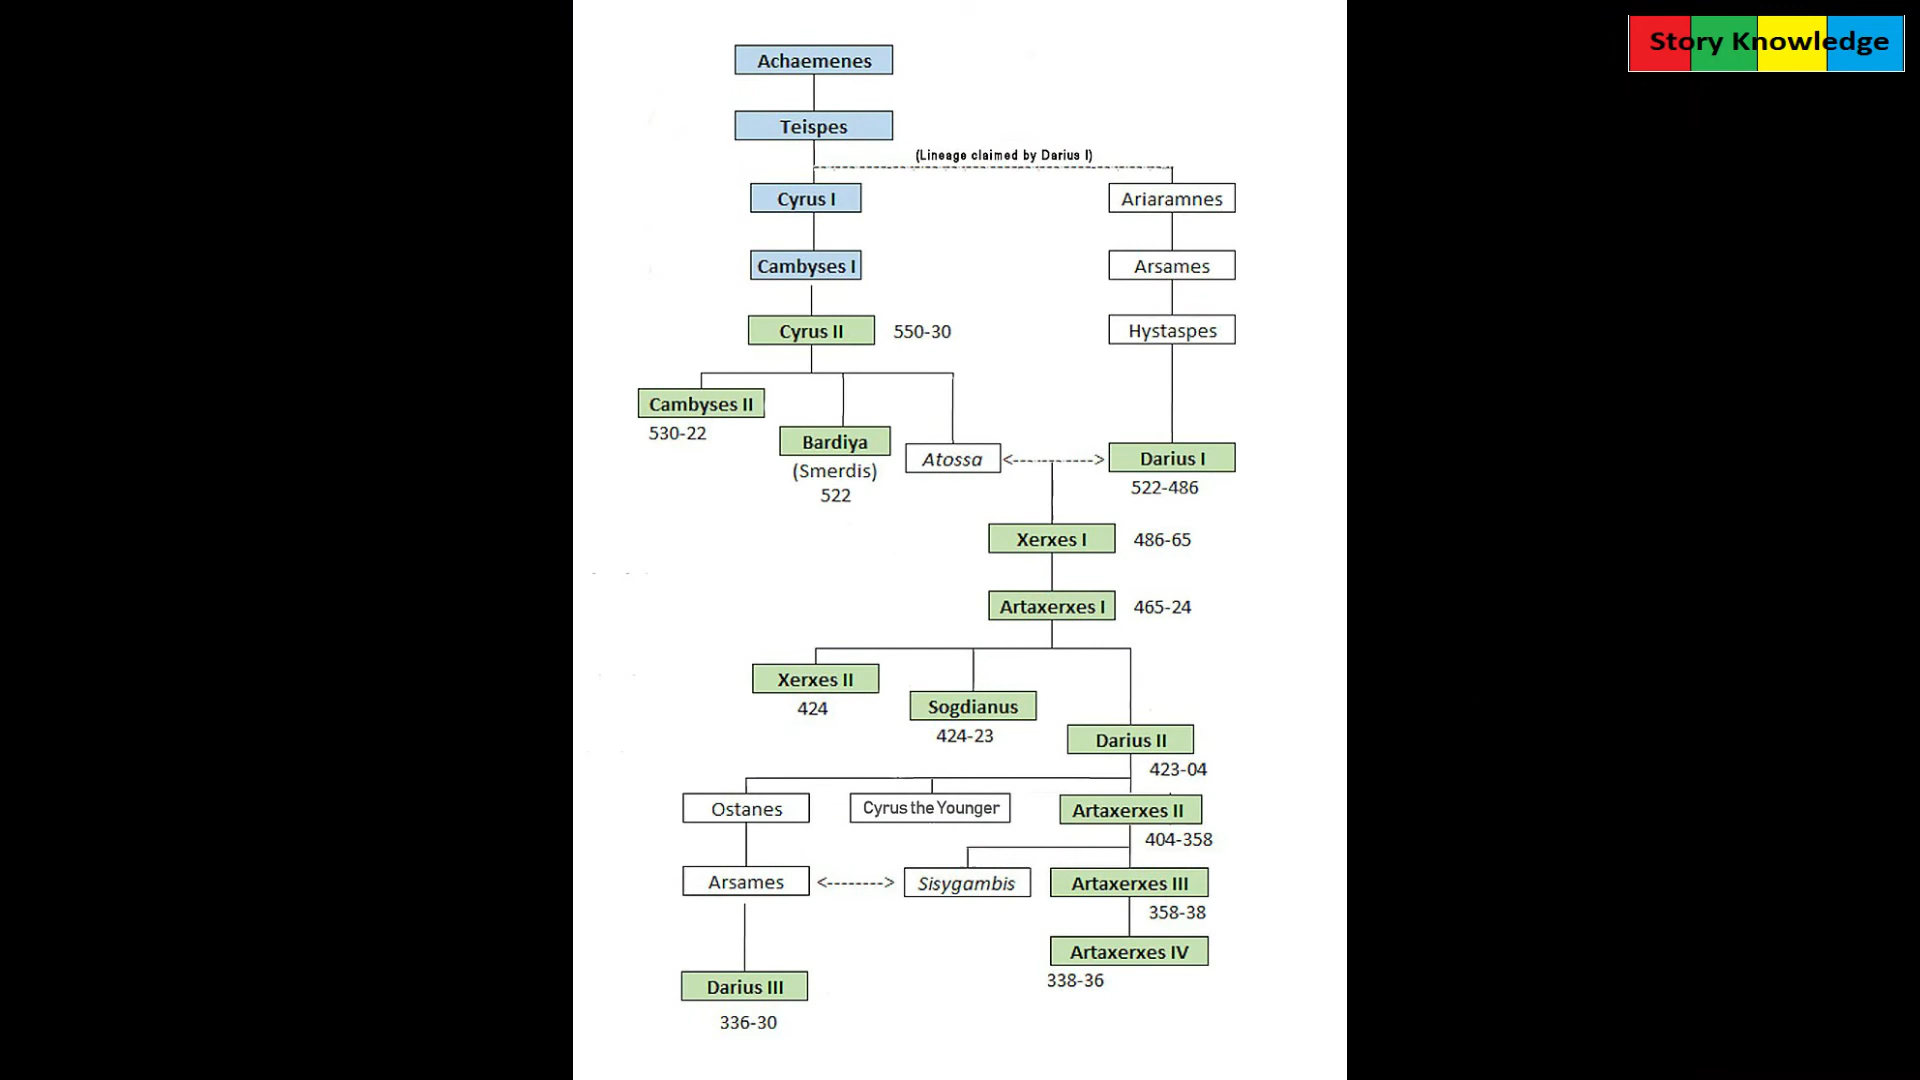 Story Knowledge
Achaemenes
Teispes
(Lineage claimed by Darius I)
Cyrus I
Ariaramnes
Cambyses I
Arsames
Cyrus II 550-30
Hystaspes
Cambyses II
530-22
Bardiya
(Smerdis)
522
Atossa <------> Darius I
522-486
Xerxes I 486-65
Artaxerxes I 465-24
Xerxes II
424
Sogdianus
424-23
Darius II
423-04
Ostanes
Cyrus the Younger
Artaxerxes II
404-358
Arsames <-------> Sisygambis
Artaxerxes III
358-38
Artaxerxes IV
338-36
Darius III
336-30